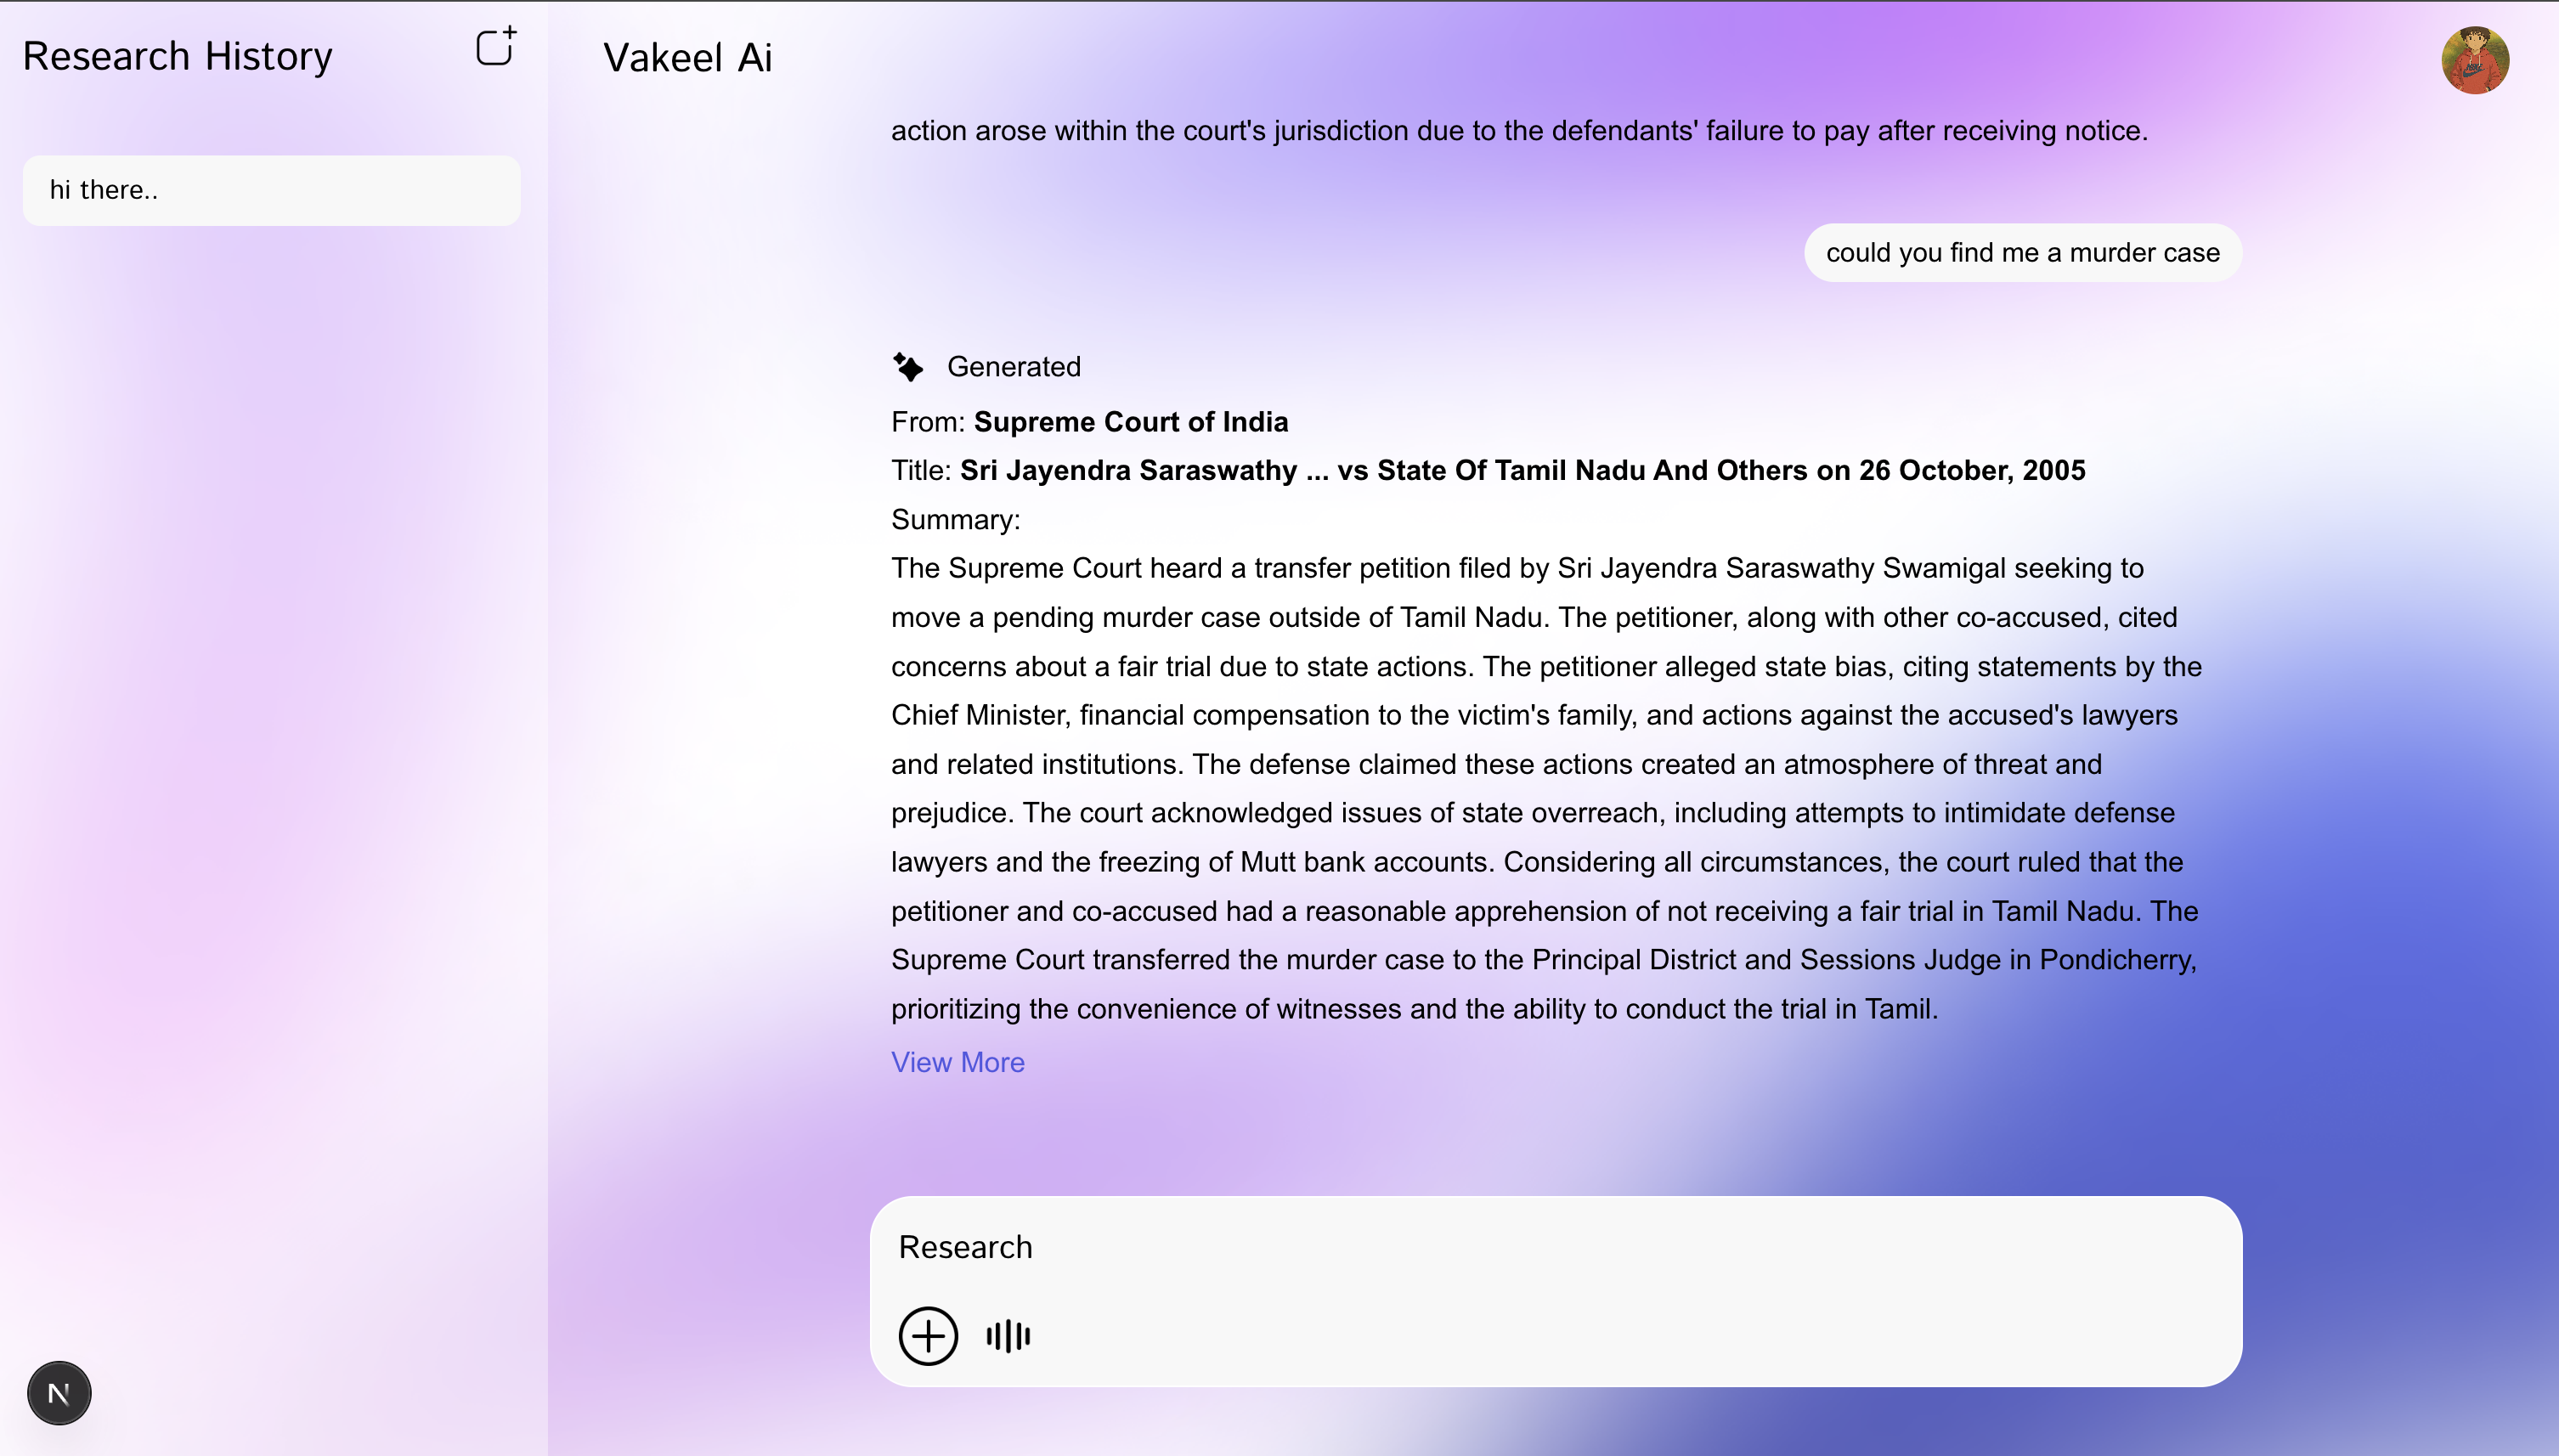 Research History
hi there..
Vakeel Ai
action arose within the court's jurisdiction due to the defendants' failure to pay after receiving notice.
could you find me a murder case
Generated
From: Supreme Court of India
Title: Sri Jayendra Saraswathy ... vs State Of Tamil Nadu And Others on 26 October, 2005
Summary:
The Supreme Court heard a transfer petition filed by Sri Jayendra Saraswathy Swamigal seeking to
move a pending murder case outside of Tamil Nadu. The petitioner, along with other co-accused, cited
concerns about a fair trial due to state actions. The petitioner alleged state bias, citing statements by the
Chief Minister, financial compensation to the victim's family, and actions against the accused's lawyers
and related institutions. The defense claimed these actions created an atmosphere of threat and
prejudice. The court acknowledged issues of state overreach, including attempts to intimidate defense
lawyers and the freezing of Mutt bank accounts. Considering all circumstances, the court ruled that the
petitioner and co-accused had a reasonable apprehension of not receiving a fair trial in Tamil Nadu. The
Supreme Court transferred the murder case to the Principal District and Sessions Judge in Pondicherry,
prioritizing the convenience of witnesses and the ability to conduct the trial in Tamil.
View More
Research
N